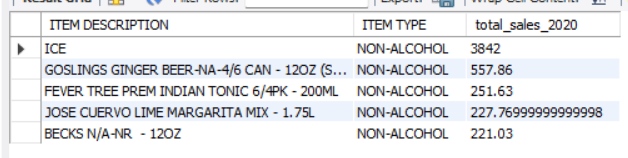 Result Grid Filter Rows: Export: Wrap Cell Content:
ITEM DESCRIPTION ITEM TYPE total_sales_2020
ICE NON-ALCOHOL 3842
GOSLINGS GINGER BEER-NA-4/6 CAN - 12OZ (S... NON-ALCOHOL 557.86
FEVER TREE PREM INDIAN TONIC 6/4PK - 200ML NON-ALCOHOL 251.63
JOSE CUERVO LIME MARGARITA MIX - 1.75L NON-ALCOHOL 227.76999999999998
BECKS N/A-NR - 12OZ NON-ALCOHOL 221.03